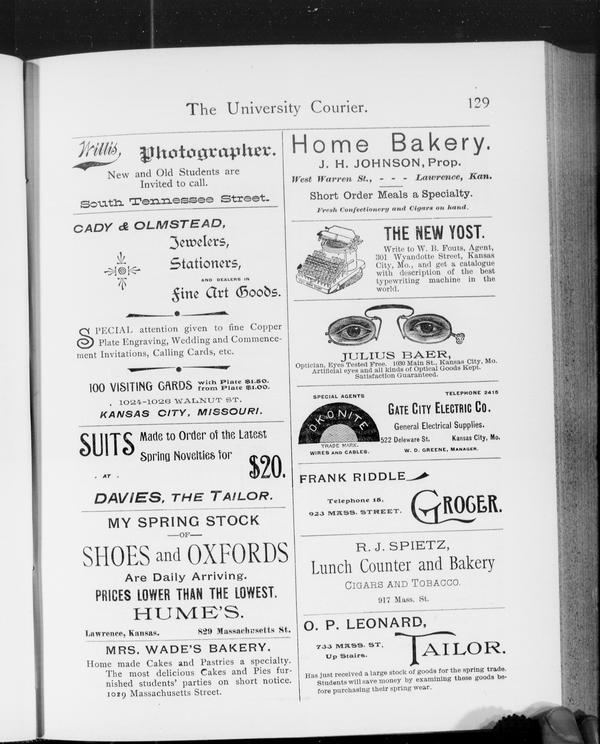 The University Courier. 129
Willis, Photographer.
New and Old Students are
Invited to call.
South Tennessee Street.
CADY & OLMSTEAD,
Jewelers,
Stationers,
AND DEALERS IN
Fine Art Goods.
SPECIAL attention given to fine Copper
Plate Engraving, Wedding and Commence-
ment Invitations, Calling Cards, etc.
100 VISITING CARDS with Plate $1.50.
from Plate $1.00.
1024-1026 WALNUT ST.
KANSAS CITY, MISSOURI.
SUITS Made to Order of the Latest
Spring Novelties for
· AT · $20.
DAVIES, THE TAILOR.
MY SPRING STOCK
—OF—
SHOES and OXFORDS
Are Daily Arriving.
PRICES LOWER THAN THE LOWEST.
HUME'S.
Lawrence, Kansas. 829 Massachusetts St.
MRS. WADE'S BAKERY.
Home made Cakes and Pastries a specialty.
The most delicious Cakes and Pies fur-
nished students' parties on short notice.
1019 Massachusetts Street.
Home Bakery.
J. H. JOHNSON, Prop.
West Warren St., - - - Lawrence, Kan.
Short Order Meals a Specialty.
Fresh Confectionery and Cigars on hand.
THE NEW YOST.
Write to W. B. Fouts, Agent,
301 Wyandotte Street, Kansas
City, Mo., and get a catalogue
with description of the best
typewriting machine in the
world.
JULIUS BAER,
Optician, Eyes Tested Free. 1030 Main St., Kansas City, Mo.
Artificial eyes and all kinds of Optical Goods Kept.
Satisfaction Guaranteed.
SPECIAL AGENTS TELEPHONE 2415
OKONITE
TRADE MARK.
WIRES AND CABLES.
GATE CITY ELECTRIC CO.
General Electrical Supplies.
522 Deleware St. Kansas City, Mo.
W. D. GREENE, MANAGER.
FRANK RIDDLE
Telephone 18.
923 MASS. STREET. GROCER.
R. J. SPIETZ,
Lunch Counter and Bakery
CIGARS AND TOBACCO.
917 Mass. St.
O. P. LEONARD,
733 MASS. ST,
Up Stairs. TAILOR.
Has just received a large stock of goods for the spring trade.
Students will save money by examining these goods be-
fore purchasing their spring wear.